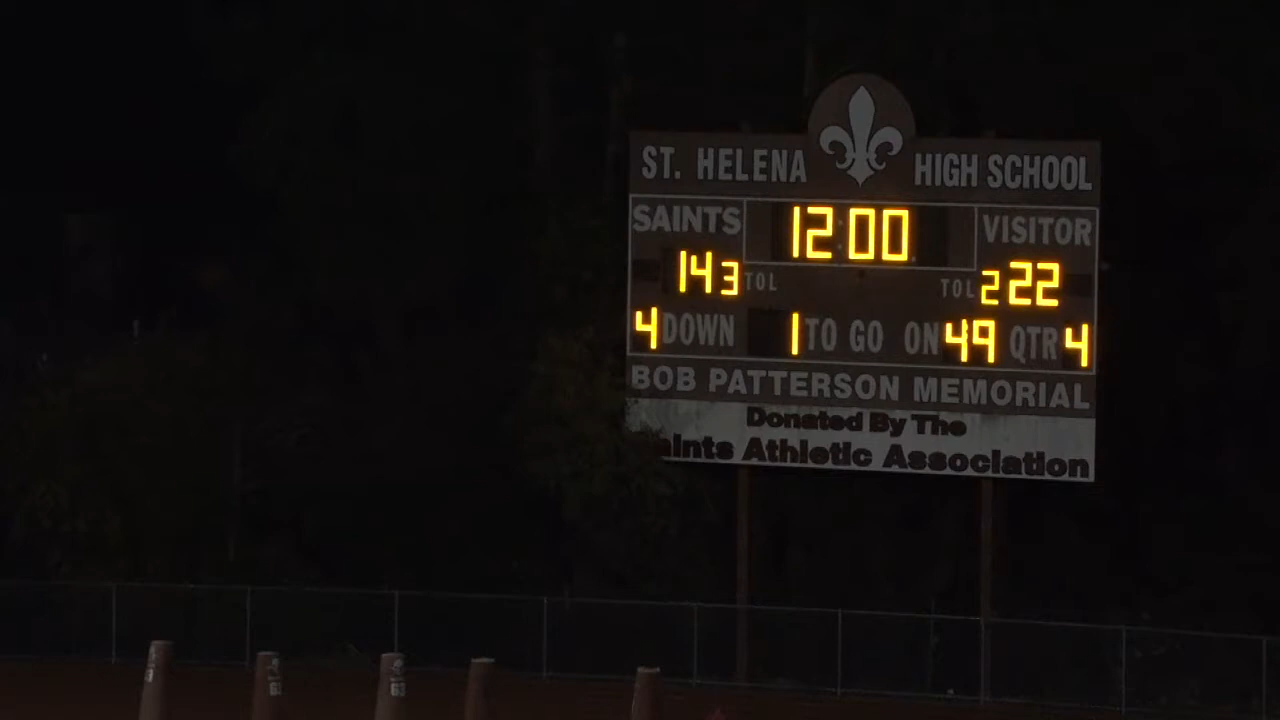 ST. HELENA HIGH SCHOOL
SAINTS 12:00 VISITOR
14 3 TOL TOL 2 22
4 DOWN 1 TO GO ON 49 QTR 4
BOB PATTERSON MEMORIAL
Donated By The
Saints Athletic Association